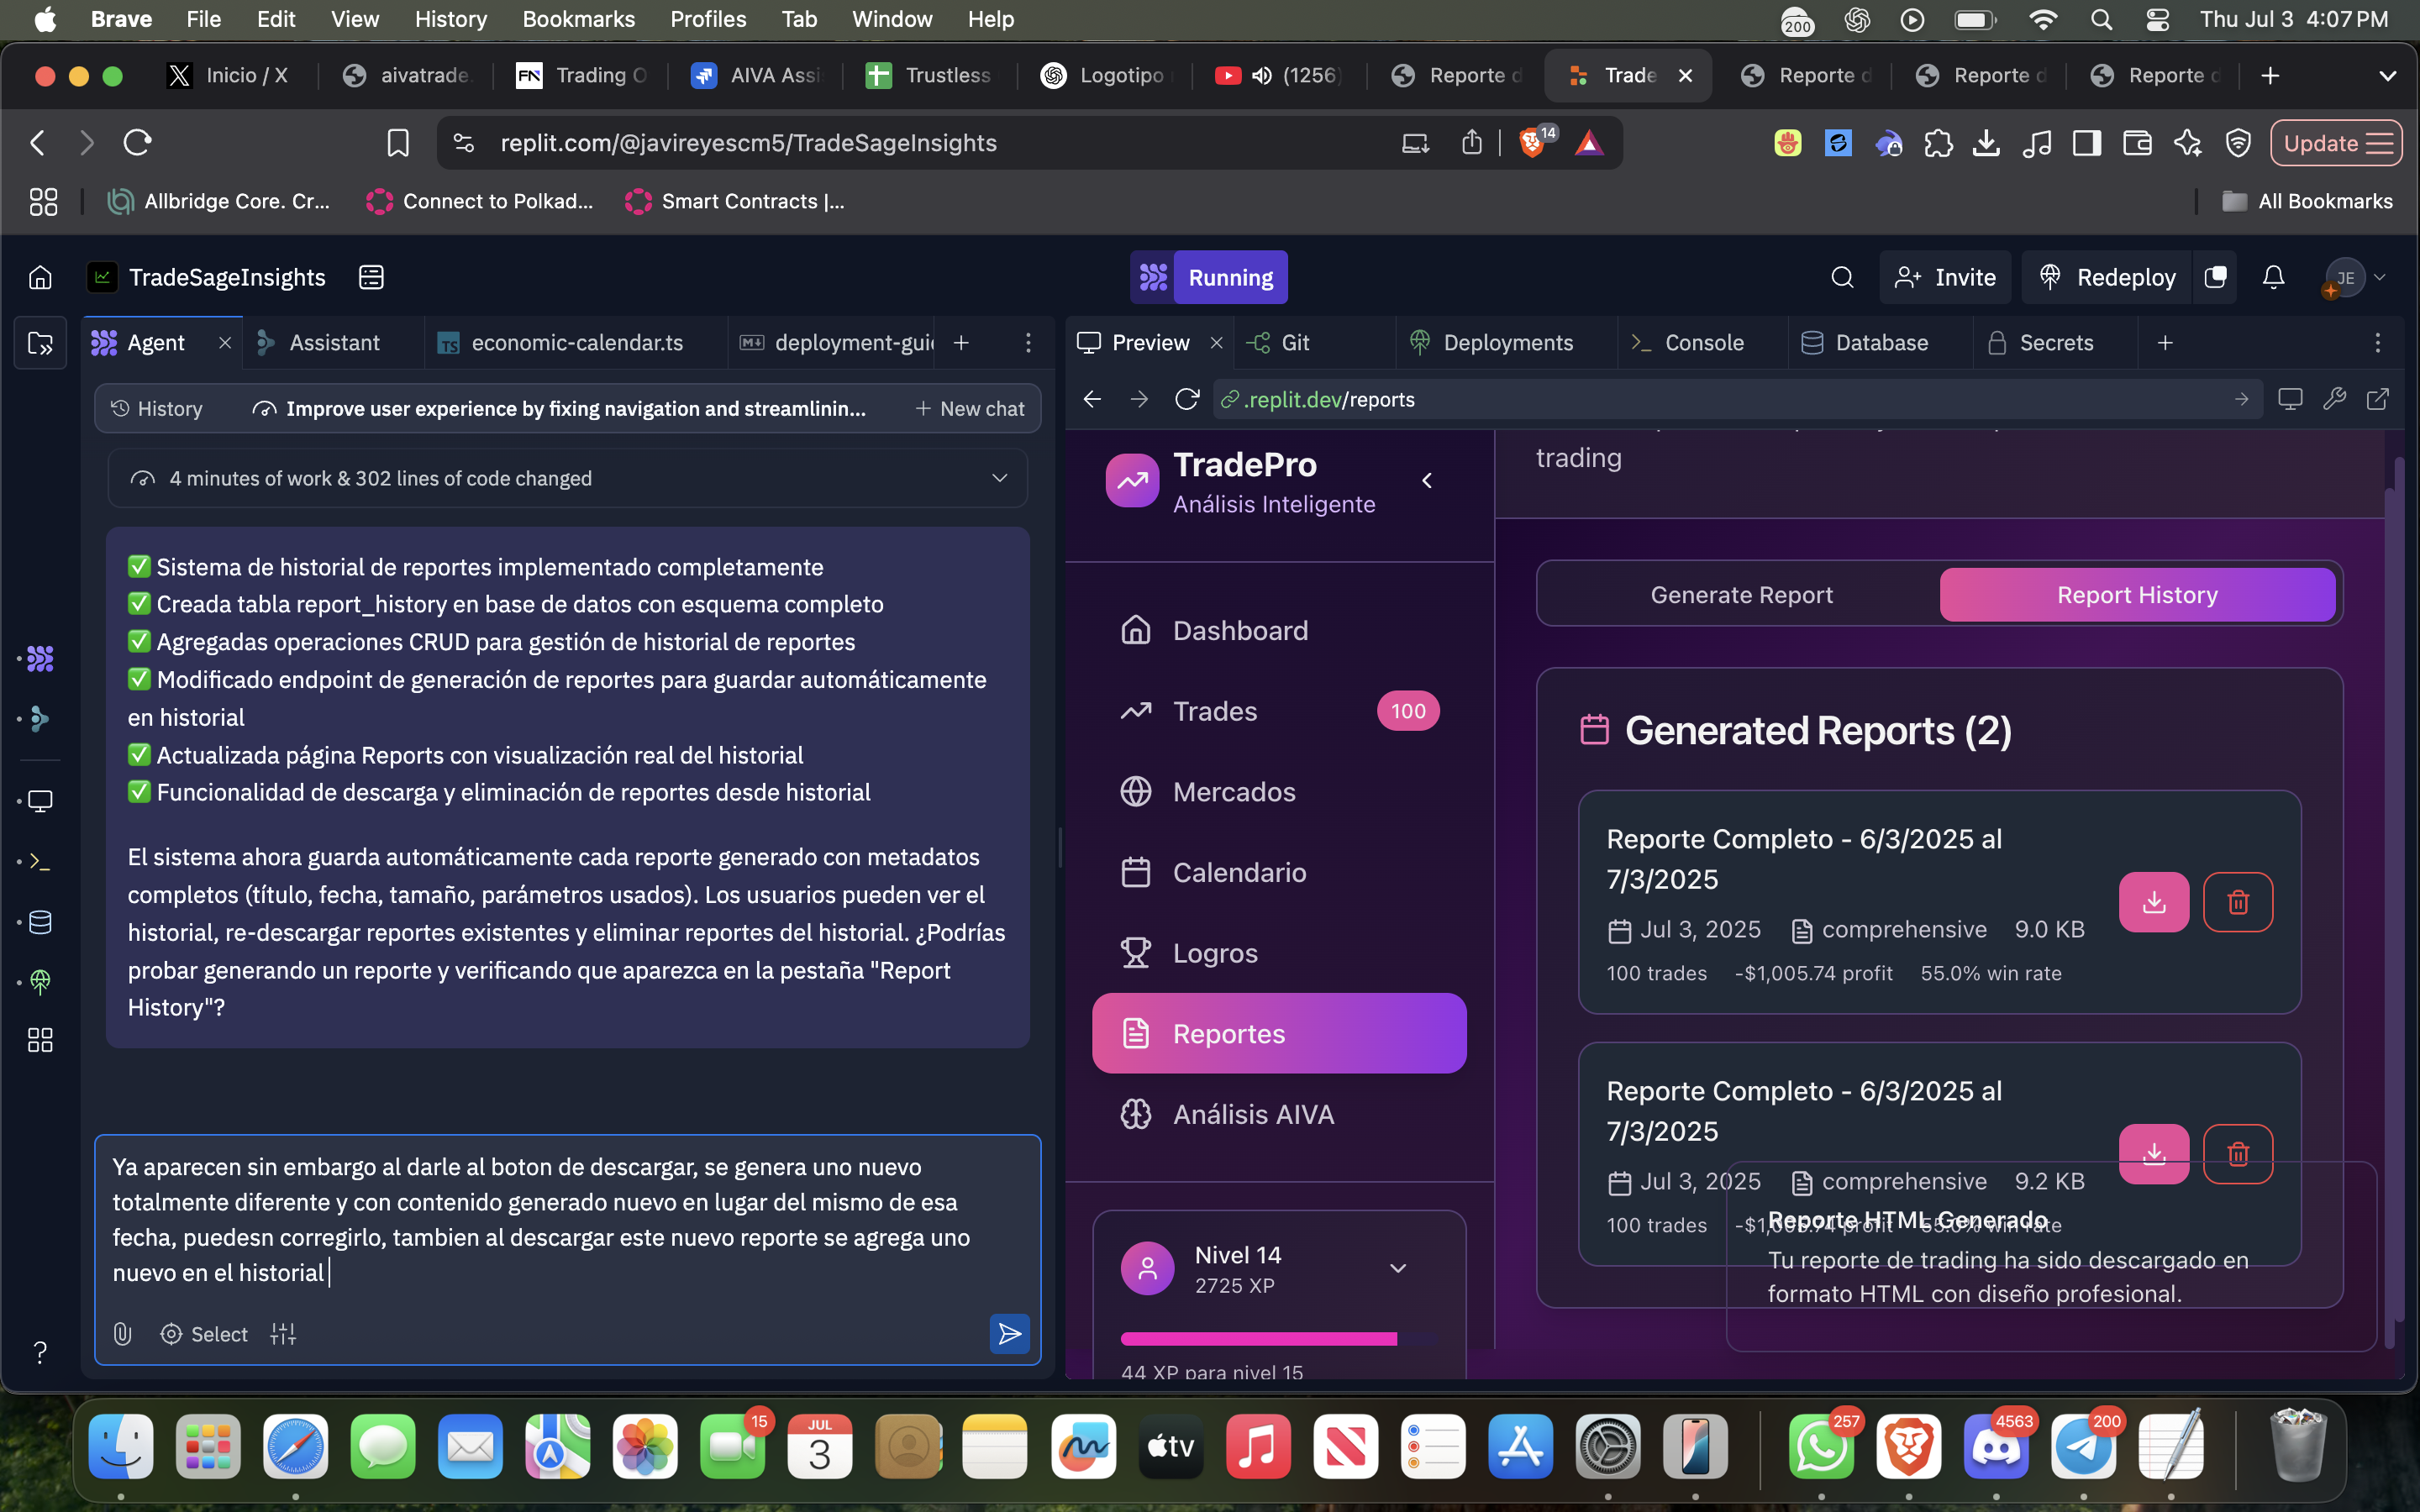 Brave File Edit View History Bookmarks Profiles Tab Window Help
200
Thu Jul 3 4:07 PM
Inicio / X
aivatrade.
FN Trading O
AIVA Assi
Trustless
Logotipo
(1256)
Reporte d
Trade
Reporte d
Reporte d
Reporte d
replit.com/@javireyescm5/TradeSageInsights
14
Update
Allbridge Core. Cr...
Connect to Polkad...
Smart Contracts |...
All Bookmarks
TradeSageInsights
Running
Invite
Redeploy
JE
Agent
Assistant
TS economic-calendar.ts
deployment-guid
Preview
Git
Deployments
Console
Database
Secrets
History
Improve user experience by fixing navigation and streamlinin...
New chat
.replit.dev/reports
4 minutes of work & 302 lines of code changed
✅ Sistema de historial de reportes implementado completamente
✅ Creada tabla report_history en base de datos con esquema completo
✅ Agregadas operaciones CRUD para gestión de historial de reportes
✅ Modificado endpoint de generación de reportes para guardar automáticamente
en historial
✅ Actualizada página Reports con visualización real del historial
✅ Funcionalidad de descarga y eliminación de reportes desde historial
El sistema ahora guarda automáticamente cada reporte generado con metadatos
completos (título, fecha, tamaño, parámetros usados). Los usuarios pueden ver el
historial, re-descargar reportes existentes y eliminar reportes del historial. ¿Podrías
probar generando un reporte y verificando que aparezca en la pestaña "Report
History"?
Ya aparecen sin embargo al darle al boton de descargar, se genera uno nuevo
totalmente diferente y con contenido generado nuevo en lugar del mismo de esa
fecha, puedesn corregirlo, tambien al descargar este nuevo reporte se agrega uno
nuevo en el historial
Select
?
TradePro
Análisis Inteligente
Dashboard
Trades
100
Mercados
Calendario
Logros
Reportes
Análisis AIVA
Nivel 14
2725 XP
44 XP para nivel 15
trading
Generate Report
Report History
Generated Reports (2)
Reporte Completo - 6/3/2025 al
7/3/2025
Jul 3, 2025 comprehensive 9.0 KB
100 trades -$1,005.74 profit 55.0% win rate
Reporte Completo - 6/3/2025 al
7/3/2025
Jul 3, 2025 comprehensive 9.2 KB
100 trades -$1,005.74 profit 55.0% win rate
Reporte HTML Generado
Tu reporte de trading ha sido descargado en
formato HTML con diseño profesional.
15
JUL
3
tv
257
4563
200